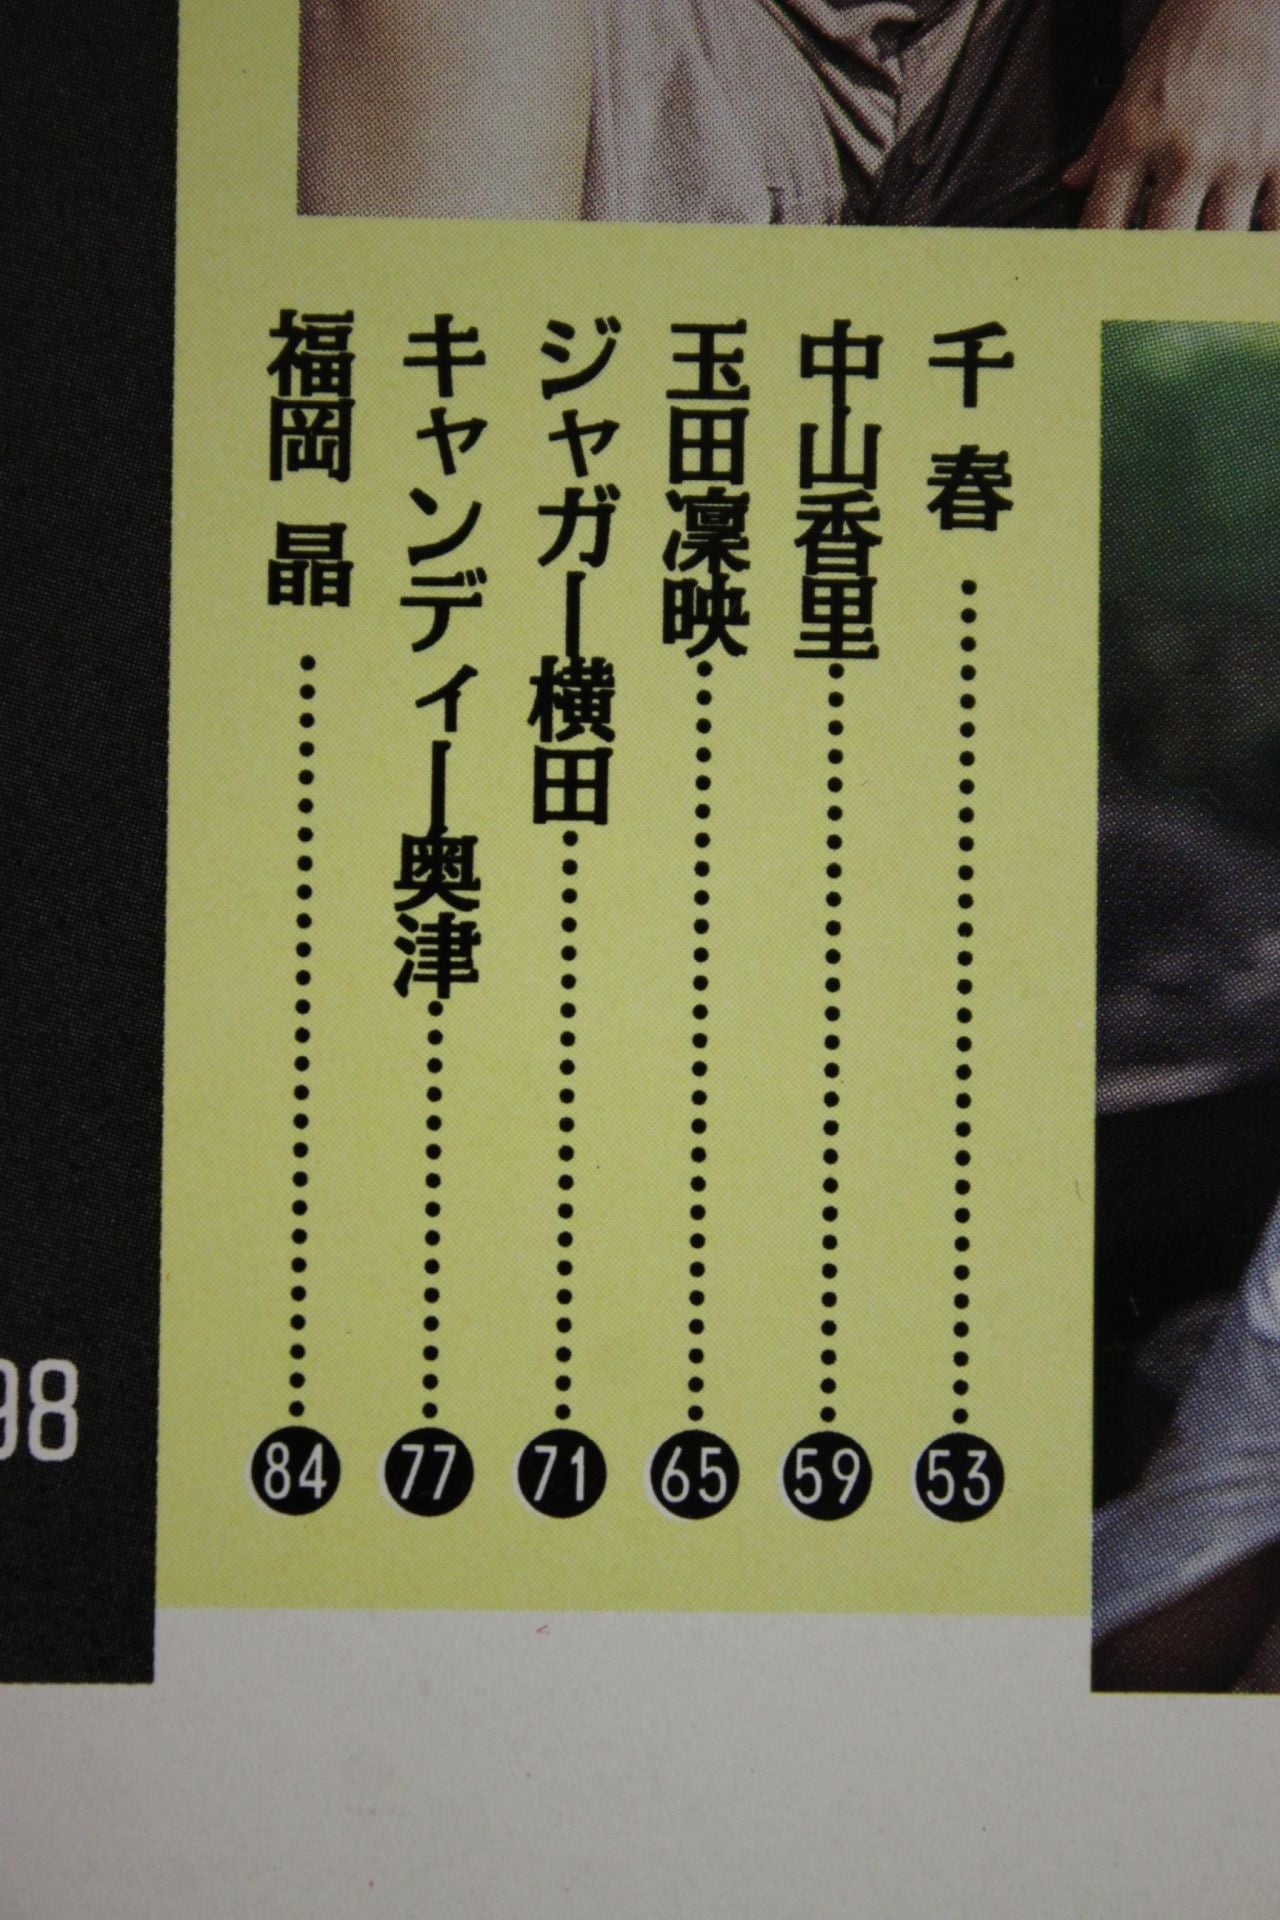 千春……………53
中山香里……………59
玉田凜映……………65
ジャガー横田……………71
キャンディー奥津……………77
福岡晶……………84
98